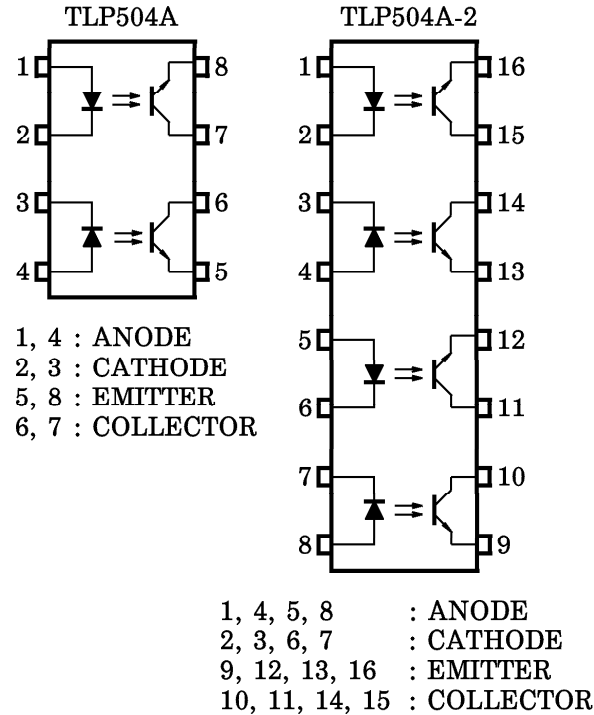 TLP504A
1 8
2 7
3 6
4 5
1, 4 : ANODE
2, 3 : CATHODE
5, 8 : EMITTER
6, 7 : COLLECTOR
TLP504A-2
1 16
2 15
3 14
4 13
5 12
6 11
7 10
8 9
1, 4, 5, 8 : ANODE
2, 3, 6, 7 : CATHODE
9, 12, 13, 16 : EMITTER
10, 11, 14, 15 : COLLECTOR